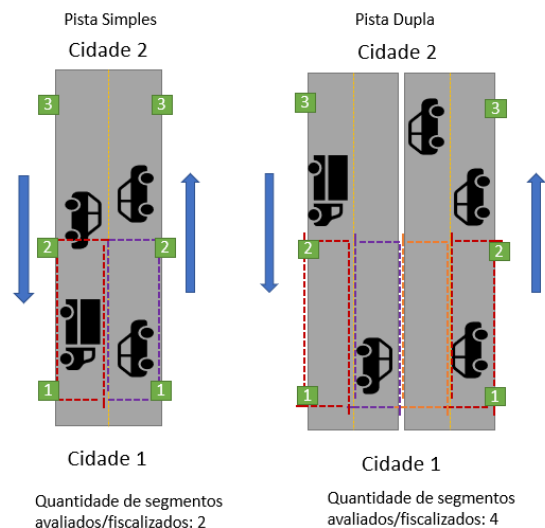 Pista Simples
Cidade 2
3
3
2
2
1
1
Cidade 1
Quantidade de segmentos
avaliados/fiscalizados: 2
Pista Dupla
Cidade 2
3
3
2
2
1
1
Cidade 1
Quantidade de segmentos
avaliados/fiscalizados: 4